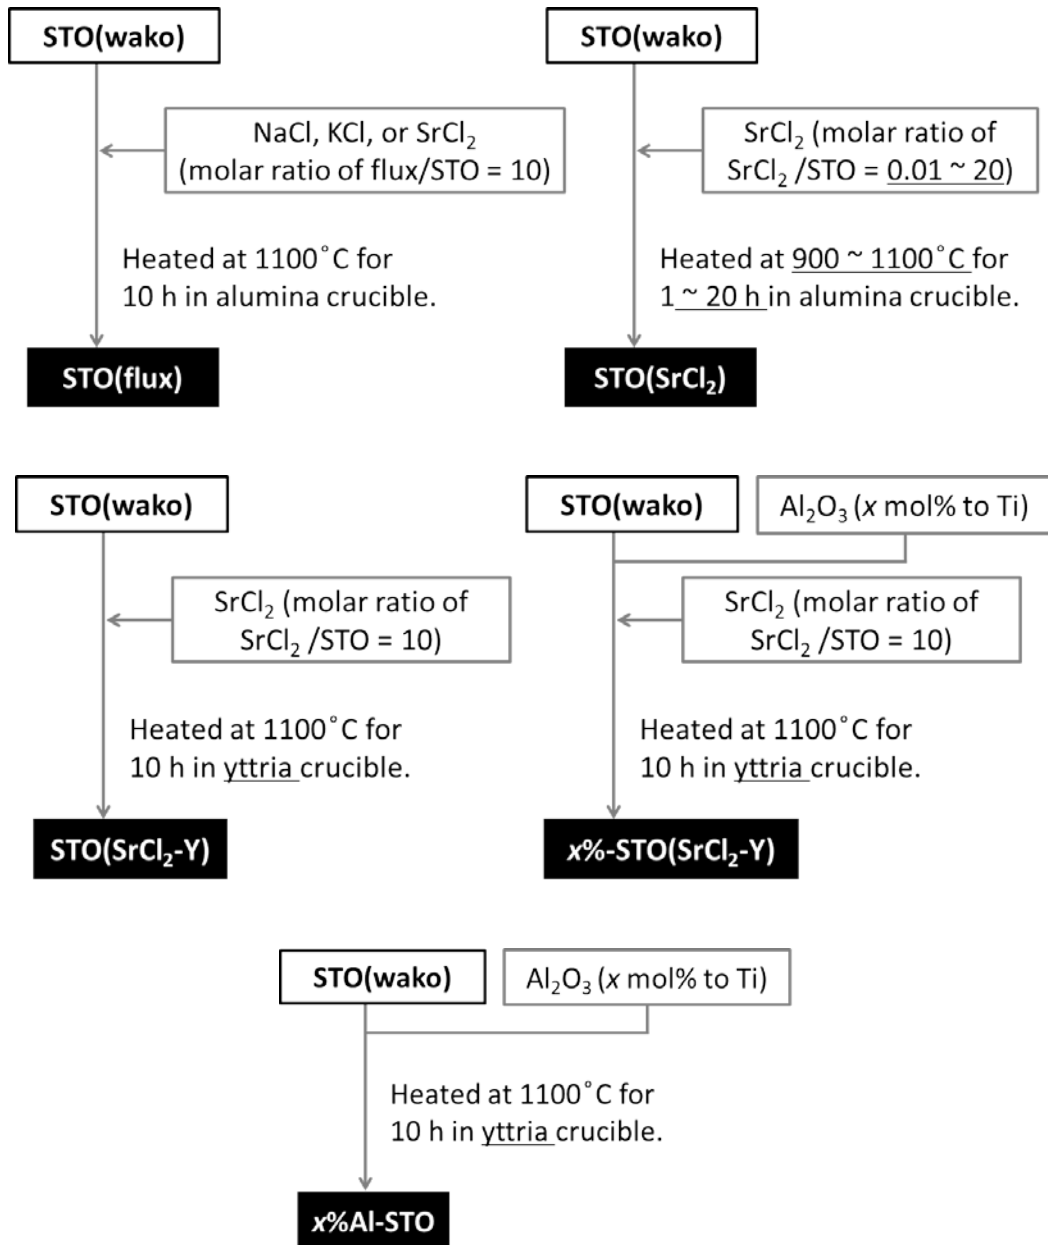 STO(wako)
NaCl, KCl, or SrCl₂
(molar ratio of flux/STO = 10)
Heated at 1100˚C for
10 h in alumina crucible.
STO(flux)
STO(wako)
SrCl₂ (molar ratio of
SrCl₂ /STO = 0.01 ~ 20)
Heated at 900 ~ 1100˚C for
1 ~ 20 h in alumina crucible.
STO(SrCl₂)
STO(wako)
SrCl₂ (molar ratio of
SrCl₂ /STO = 10)
Heated at 1100˚C for
10 h in yttria crucible.
STO(SrCl₂-Y)
STO(wako)
Al₂O₃ (x mol% to Ti)
SrCl₂ (molar ratio of
SrCl₂ /STO = 10)
Heated at 1100˚C for
10 h in yttria crucible.
x%-STO(SrCl₂-Y)
STO(wako)
Al₂O₃ (x mol% to Ti)
Heated at 1100˚C for
10 h in yttria crucible.
x%Al-STO